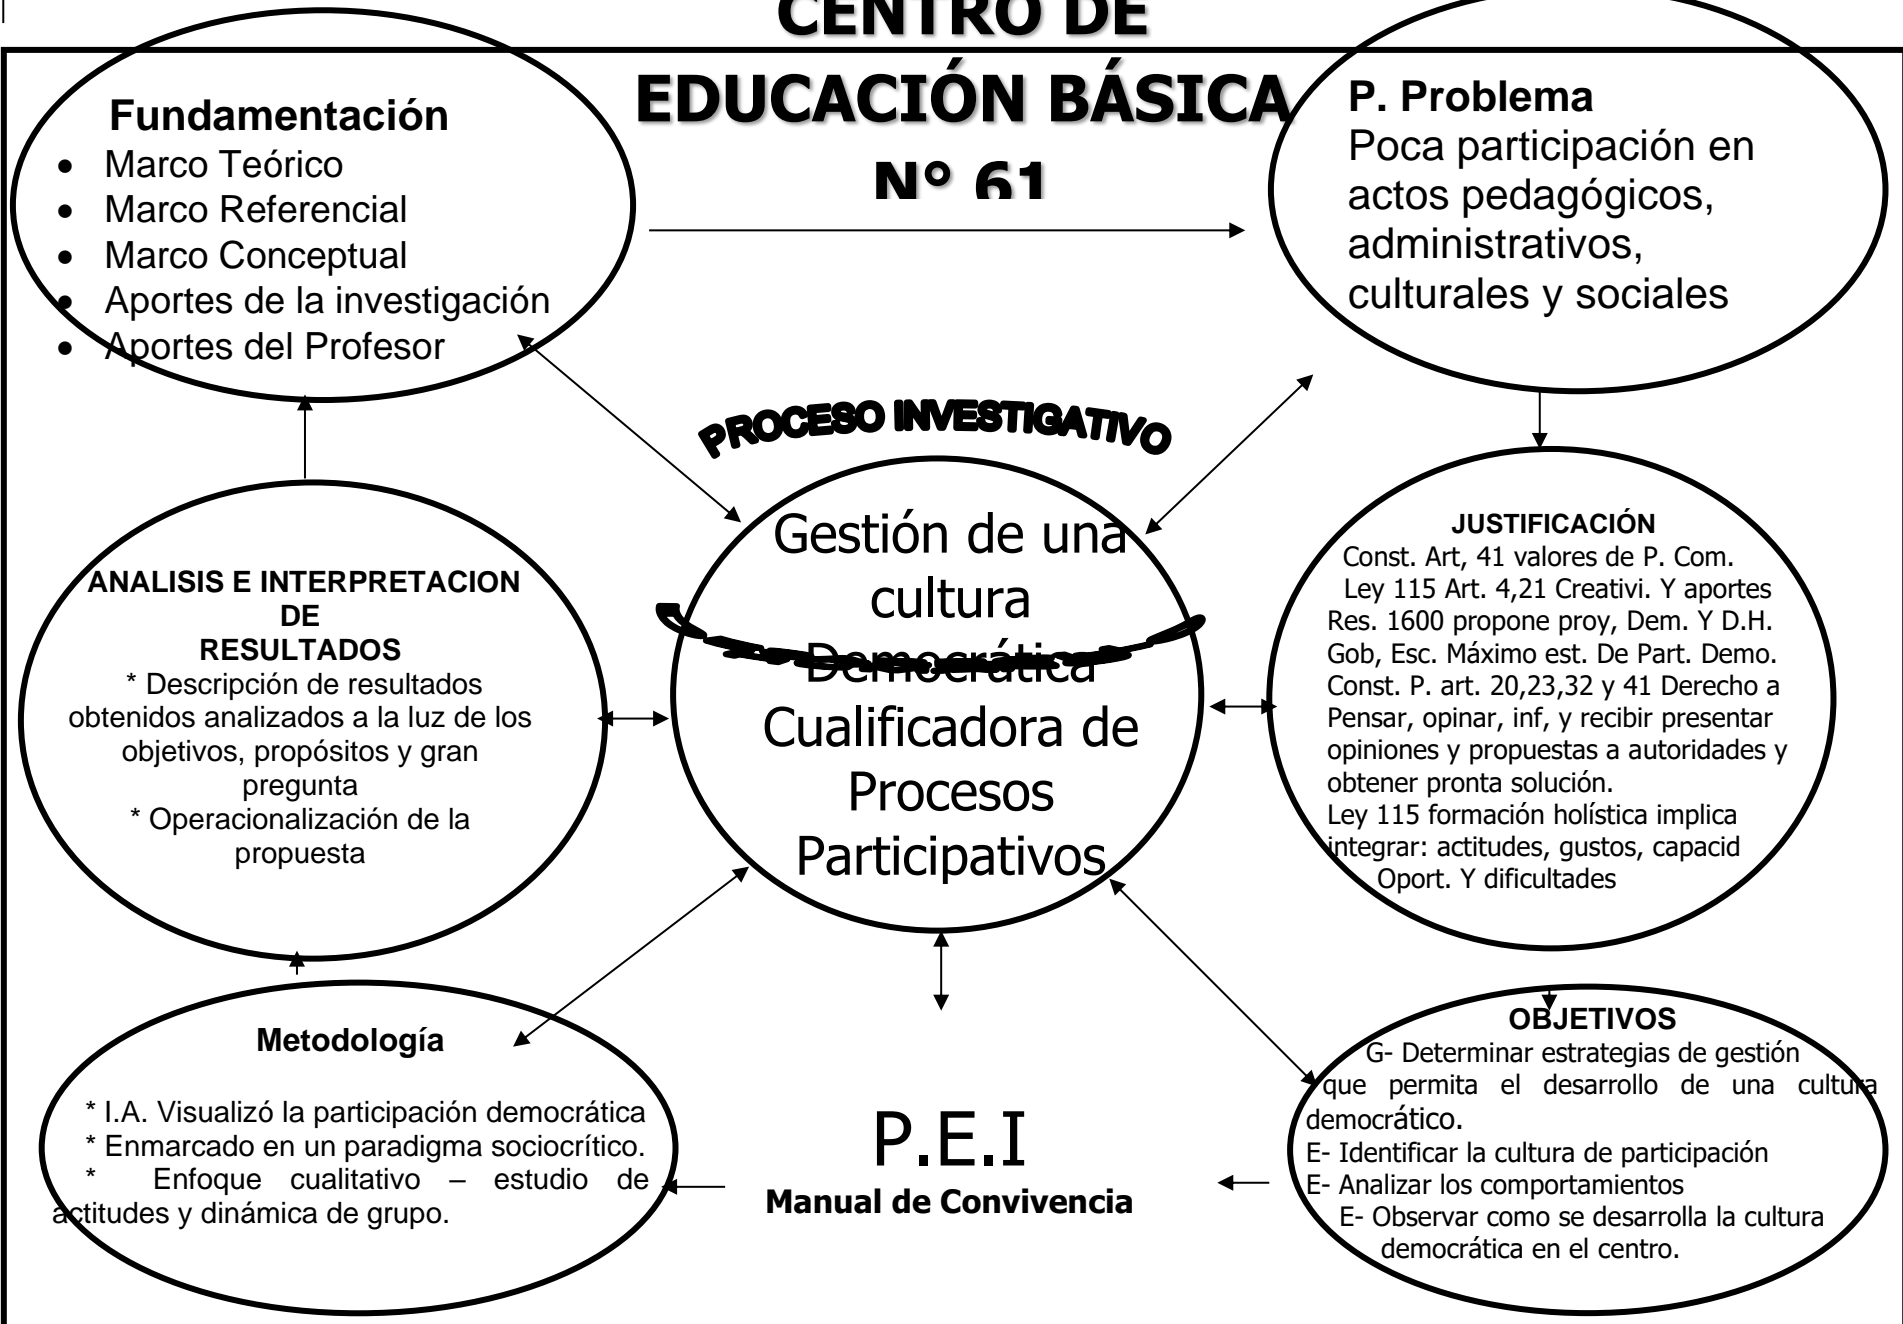 CENTRO DE
EDUCACIÓN BÁSICA
N° 61
Fundamentación
• Marco Teórico
• Marco Referencial
• Marco Conceptual
• Aportes de la investigación
• Aportes del Profesor
P. Problema
Poca participación en
actos pedagógicos,
administrativos,
culturales y sociales
PROCESO INVESTIGATIVO
Gestión de una
cultura
Democrática
Cualificadora de
Procesos
Participativos
ANALISIS E INTERPRETACION
DE
RESULTADOS
* Descripción de resultados
obtenidos analizados a la luz de los
objetivos, propósitos y gran
pregunta
* Operacionalización de la
propuesta
JUSTIFICACIÓN
Const. Art, 41 valores de P. Com.
Ley 115 Art. 4,21 Creativi. Y aportes
Res. 1600 propone proy, Dem. Y D.H.
Gob, Esc. Máximo est. De Part. Demo.
Const. P. art. 20,23,32 y 41 Derecho a
Pensar, opinar, inf, y recibir presentar
opiniones y propuestas a autoridades y
obtener pronta solución.
Ley 115 formación holística implica
integrar: actitudes, gustos, capacid
Oport. Y dificultades
Metodología
* I.A. Visualizó la participación democrática
* Enmarcado en un paradigma sociocrítico.
* Enfoque cualitativo – estudio de
actitudes y dinámica de grupo.
P.E.I
Manual de Convivencia
OBJETIVOS
G- Determinar estrategias de gestión
que permita el desarrollo de una cultura
democrático.
E- Identificar la cultura de participación
E- Analizar los comportamientos
E- Observar como se desarrolla la cultura
democrática en el centro.